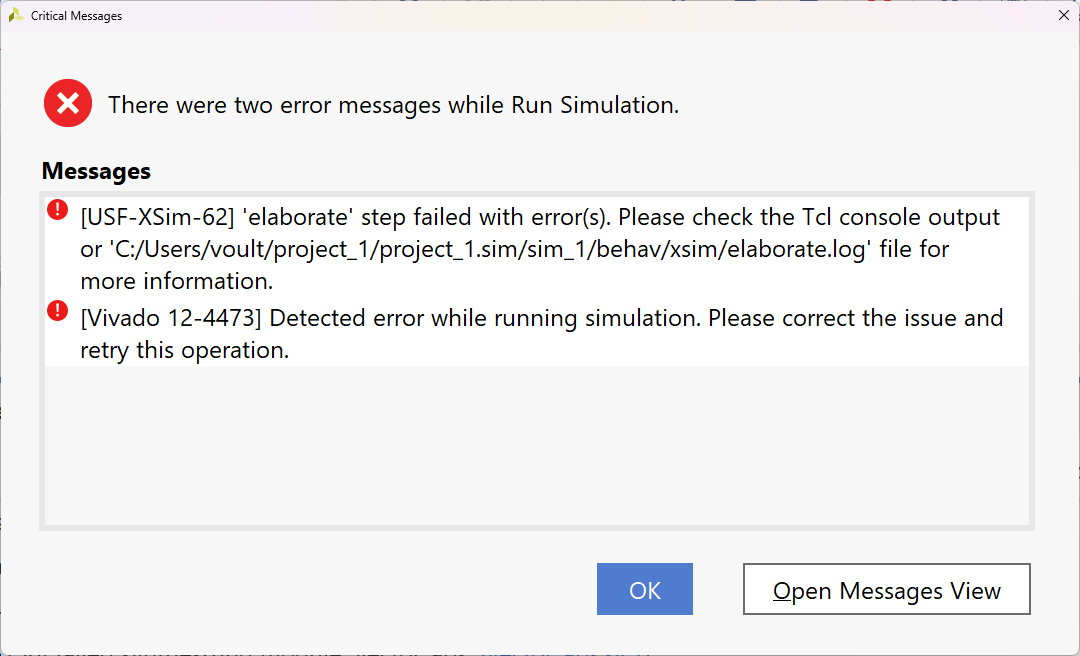 Critical Messages
There were two error messages while Run Simulation.
Messages
[USF-XSim-62] 'elaborate' step failed with error(s). Please check the Tcl console output
or 'C:/Users/voult/project_1/project_1.sim/sim_1/behav/xsim/elaborate.log' file for
more information.
[Vivado 12-4473] Detected error while running simulation. Please correct the issue and
retry this operation.
OK
Open Messages View